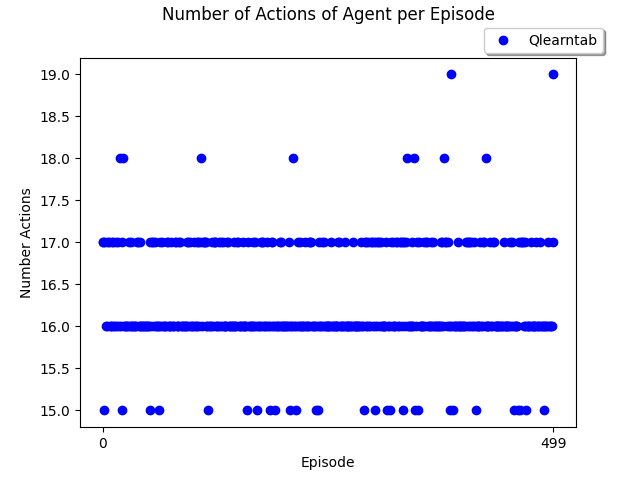 Number of Actions of Agent per Episode
Qlearntab
19.0
18.5
18.0
17.5
17.0
16.5
16.0
15.5
15.0
Number Actions
0 499
Episode